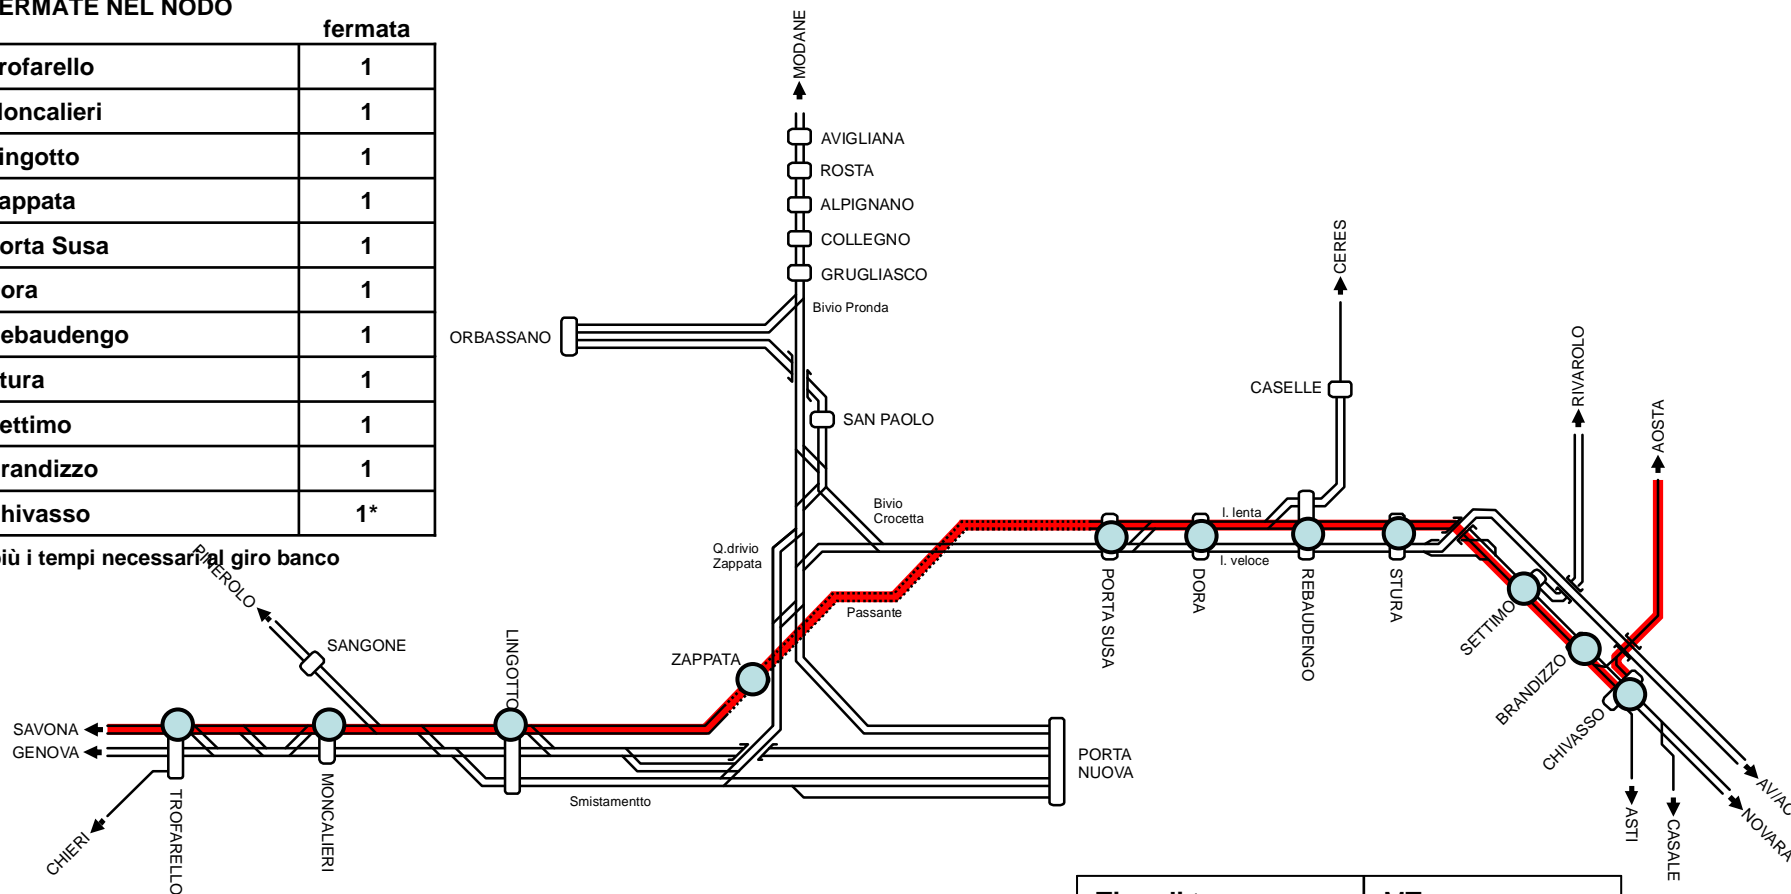 ERMATE NEL NODO
fermata
rofarello 1
loncalieri 1
ingotto 1
appata 1
orta Susa 1
ora 1
ebaudengo 1
tura 1
ettimo 1
randizzo 1
hivasso 1*
più i tempi necessari al giro banco
MODANE
AVIGLIANA
ROSTA
ALPIGNANO
COLLEGNO
GRUGLIASCO
Bivio Pronda
ORBASSANO
SAN PAOLO
CERES
CASELLE
RIVAROLO
AOSTA
Bivio
Crocetta
Q.drivio
Zappata
Passante
l. lenta
l. veloce
PORTA SUSA
DORA
REBAUDENGO
STURA
SETTIMO
BRANDIZZO
CHIVASSO
PINEROLO
SANGONE
LINGOTTO
ZAPPATA
SAVONA
GENOVA
CHIERI
TROFARELLO
MONCALIERI
Smistamentto
PORTA
NUOVA
ASTI
CASALE
NOVARA
AV/AC